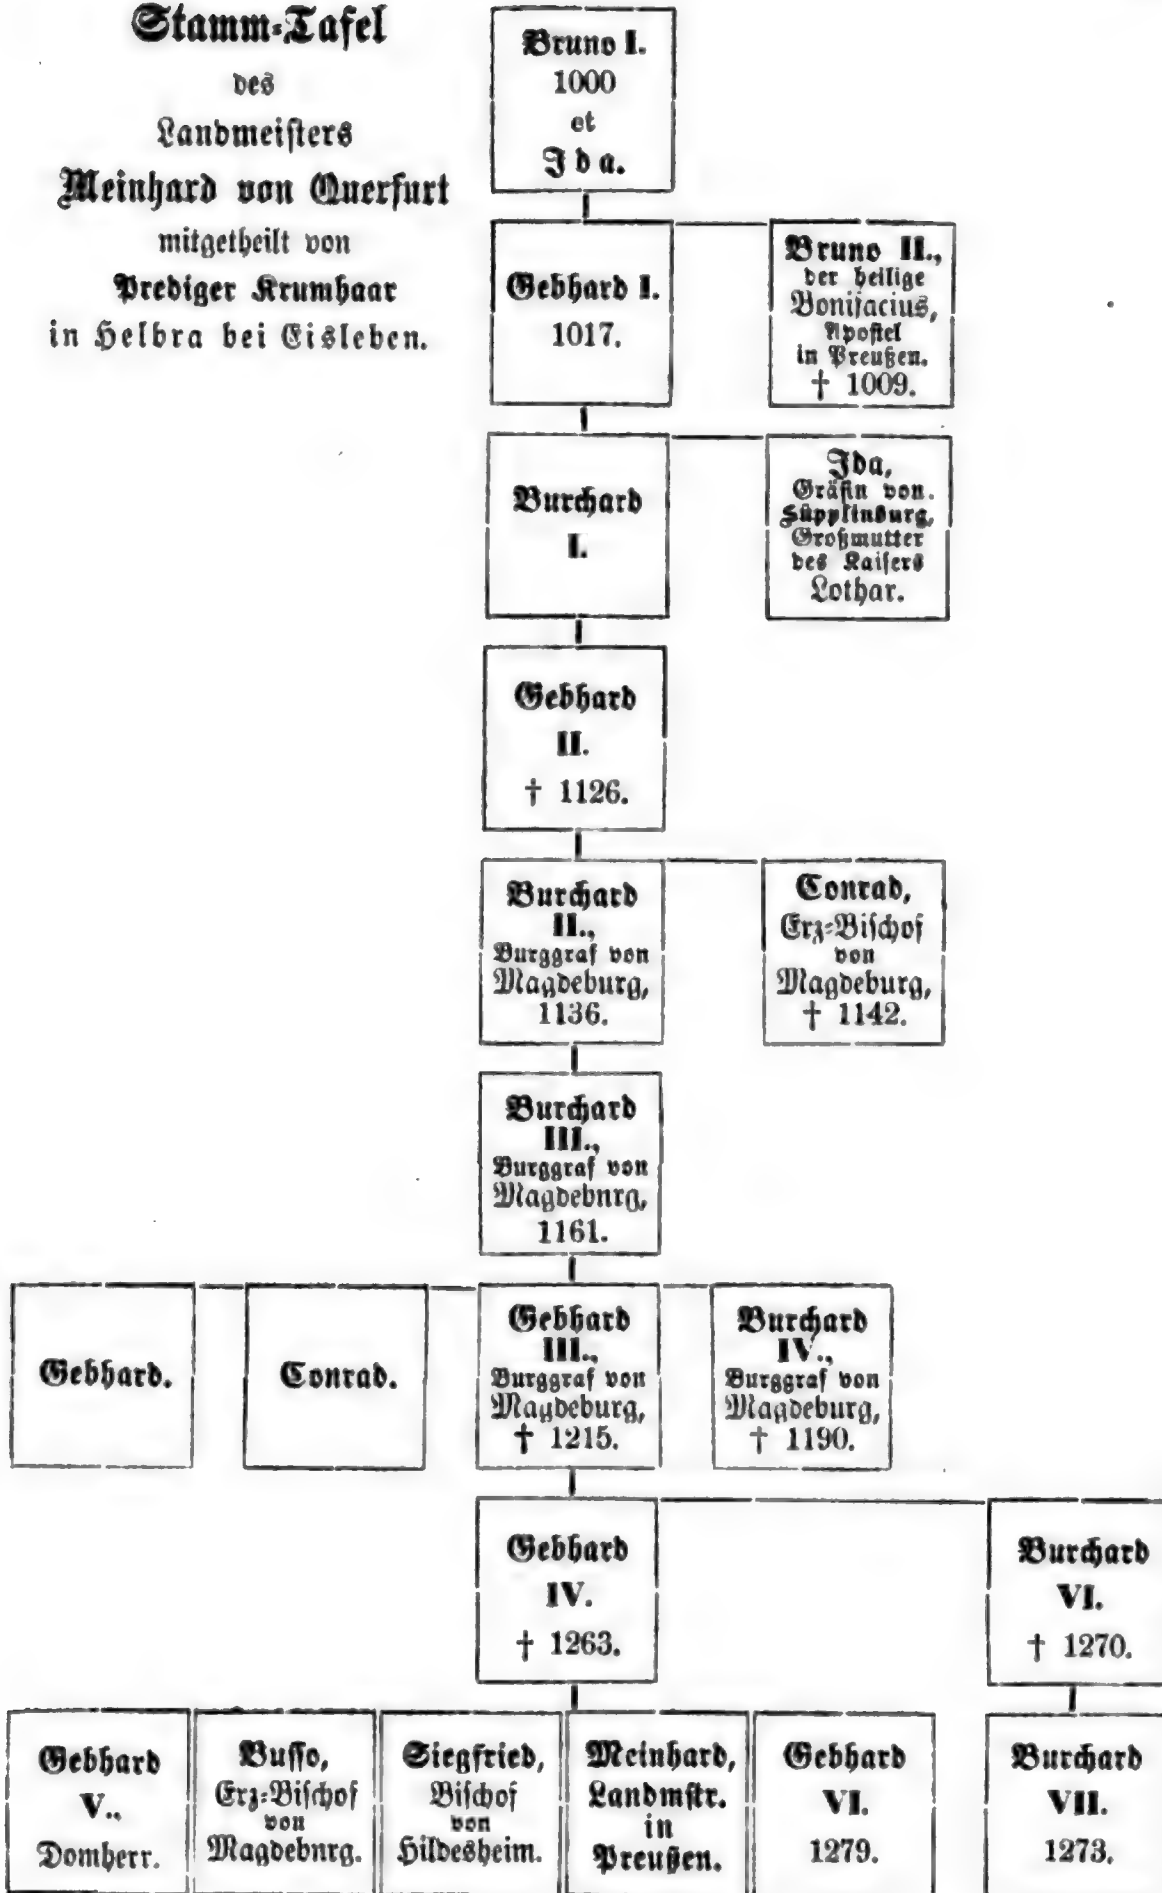 Stamm-Tafel
des
Landmeisters
Meinhard von Querfurt
mitgetheilt von
Prediger Krumhaar
in Helbra bei Eisleben.
Bruno I.
1000
et
Ida.
Gebhard I.
1017.
Bruno II.,
der heilige
Bonifacius,
Apostel
in Preußen.
† 1009.
Burchard
I.
Ida,
Gräfin von.
Süpplinburg,
Großmutter
des Kaisers
Lothar.
Gebhard
II.
† 1126.
Burchard
II.,
Burggraf von
Magdeburg,
1136.
Conrad,
Erz-Bischof
von
Magdeburg,
† 1142.
Burchard
III.,
Burggraf von
Magdebnrg,
1161.
Gebhard.
Conrad.
Gebhard
III.,
Burggraf von
Magdeburg,
† 1215.
Burchard
IV.,
Burggraf von
Magdeburg,
† 1190.
Gebhard
IV.
† 1263.
Burchard
VI.
† 1270.
Gebhard
V.,
Domherr.
Busso,
Erz-Bischof
von
Magdebnrg.
Siegfried,
Bischof
von
Hildesheim.
Meinhard,
Landmstr.
in
Preußen.
Gebhard
VI.
1279.
Burchard
VII.
1273.